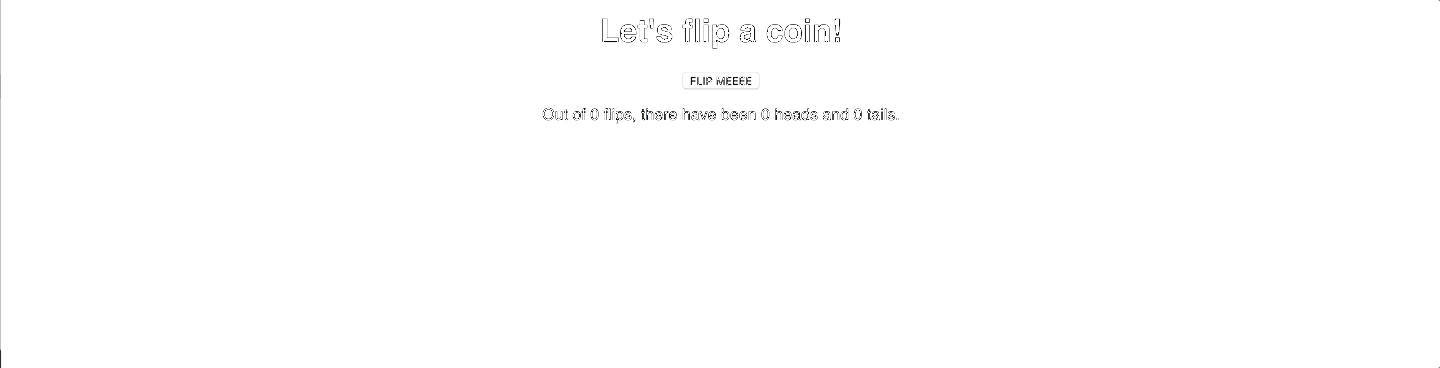 Let's flip a coin!
FLIP MEEEE
Out of 0 flips, there have been 0 heads and 0 tails.